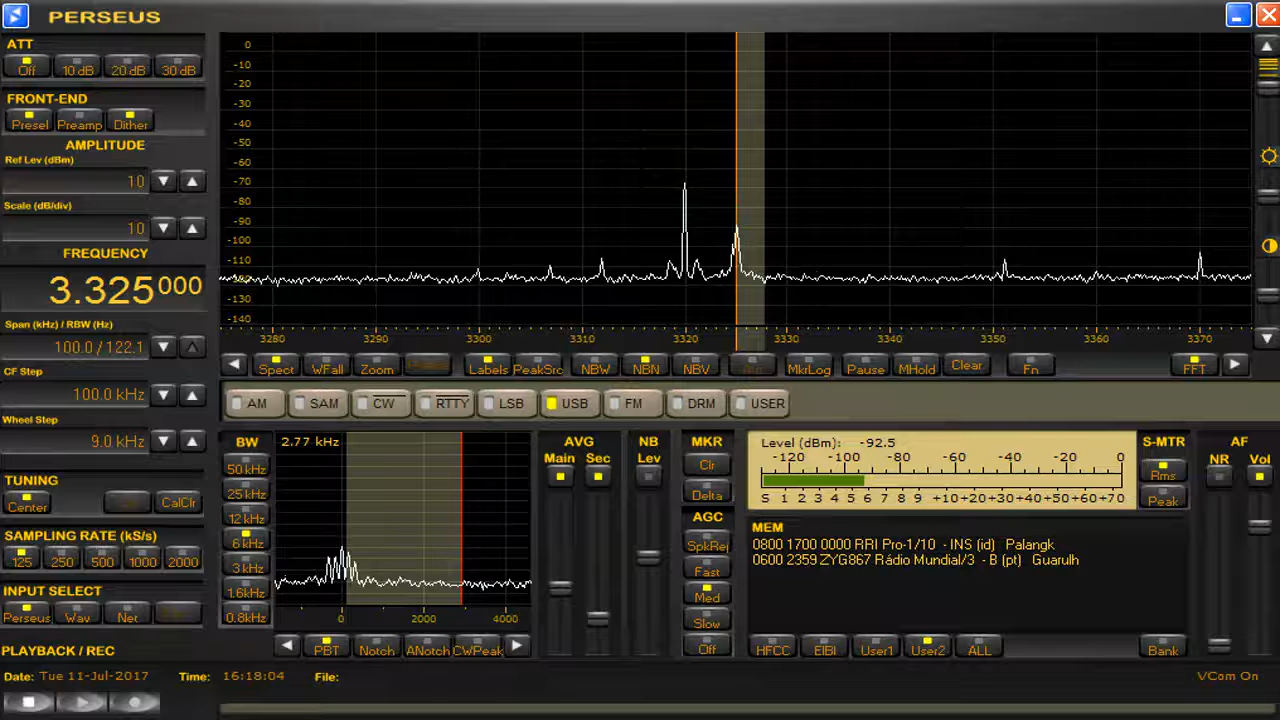 PERSEUS
ATT
Off 10 dB 20 dB 30 dB
FRONT-END
Presel Preamp Dither
AMPLITUDE
Ref Lev (dBm)
10
Scale (dB/div)
10
FREQUENCY
3.325000
Span (kHz) / RBW (Hz)
100.0 / 122.1
CF Step
100.0 kHz
Wheel Step
9.0 kHz
TUNING
Center CalClr
SAMPLING RATE (kS/s)
125 250 500 1000 2000
INPUT SELECT
Perseus Wav Net
PLAYBACK / REC
0
-10
-20
-30
-40
-50
-60
-70
-80
-90
-100
-110
-120
-130
-140
3280 3290 3300 3310 3320 3330 3340 3350 3360 3370
Spect WFall Zoom Labels PeakSrc NBW NBN NBV MkrLog Pause MHold Clear Fn FFT
AM SAM CW RTTY LSB USB FM DRM USER
BW
50 kHz
25 kHz
12 kHz
6 kHz
3 kHz
1.6kHz
0.8kHz
2.77 kHz
0 2000 4000
PBT Notch ANotch CWPeak
AVG
Main Sec
NB
Lev
MKR
Clr
Delta
AGC
SpkRej
Fast
Med
Slow
Off
Level (dBm): -92.5
-120 -100 -80 -60 -40 -20 0
S 1 2 3 4 5 6 7 8 9 +10+20+30+40+50+60+70
S-MTR
Rms
Peak
AF
NR Vol
MEM
0800 1700 0000 RRI Pro-1/10 - INS (id) Palangk
0600 2359 ZYG867 Rádio Mundial/3 - B (pt) Guarulh
HFCC EIBI User1 User2 ALL Bank
Date: Tue 11-Jul-2017 Time: 16:18:04 File: VCom On